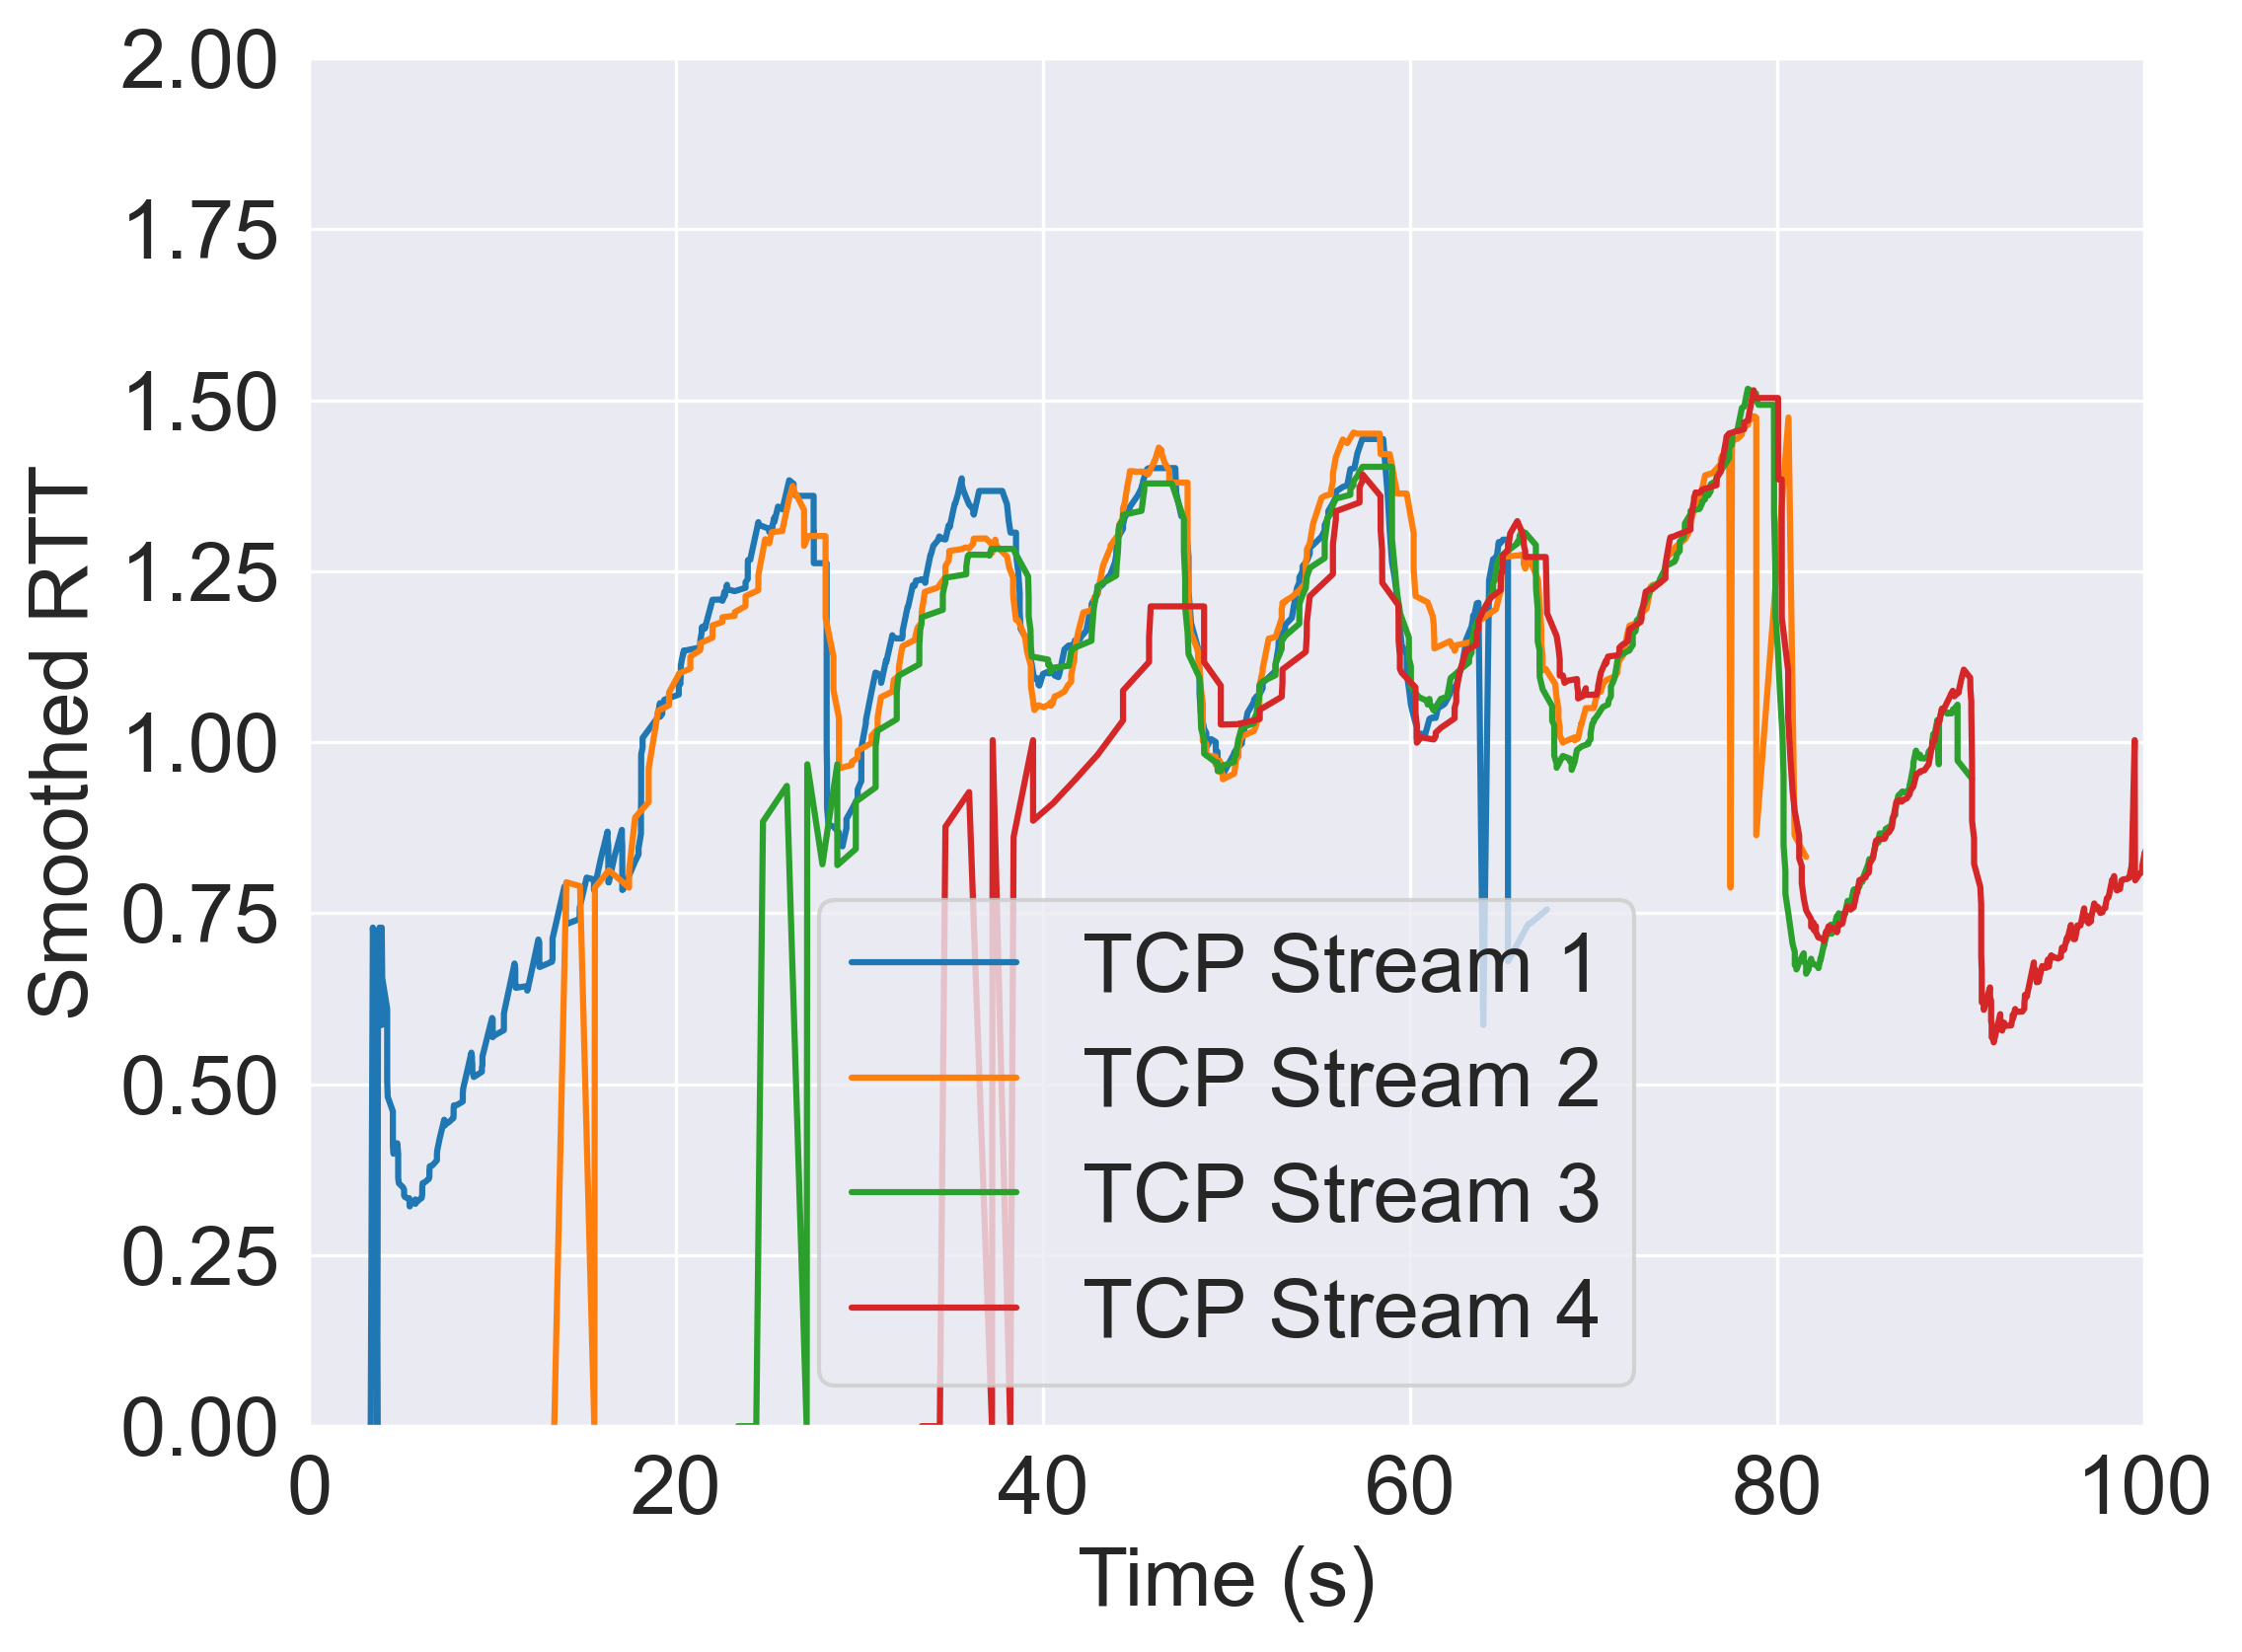 2.00
1.75
1.50
1.25
1.00
0.75
0.50
0.25
0.00
Smoothed RTT
TCP Stream 1
TCP Stream 2
TCP Stream 3
TCP Stream 4
0 20 40 60 80 100
Time (s)